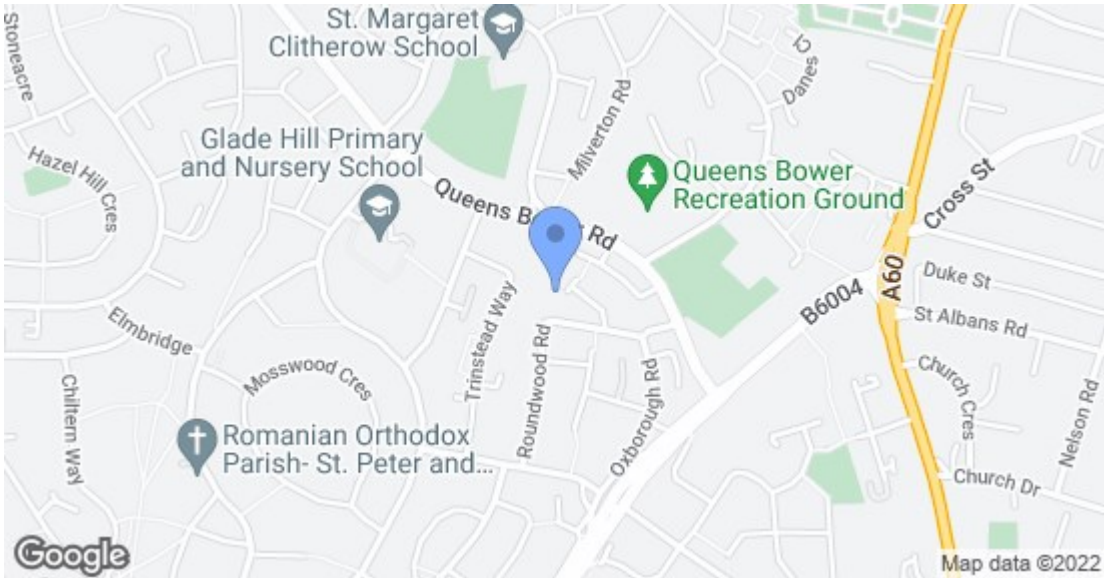 St. Margaret
Clitherow School
Stoneacre
Danes Ct
Milverton Rd
Glade Hill Primary
and Nursery School
Hazel Hill Cres
Queens Bower
Recreation Ground
Cross St
Queens B
Rd
A60
Duke St
B6004
St Albans Rd
Elmbridge
Trinstead Way
Roundwood Rd
Mosswood Cres
Oxborough Rd
Church Cres
Nelson Rd
Chiltern Way
Romanian Orthodox
Parish- St. Peter and...
Church Dr
Google
Map data ©2022